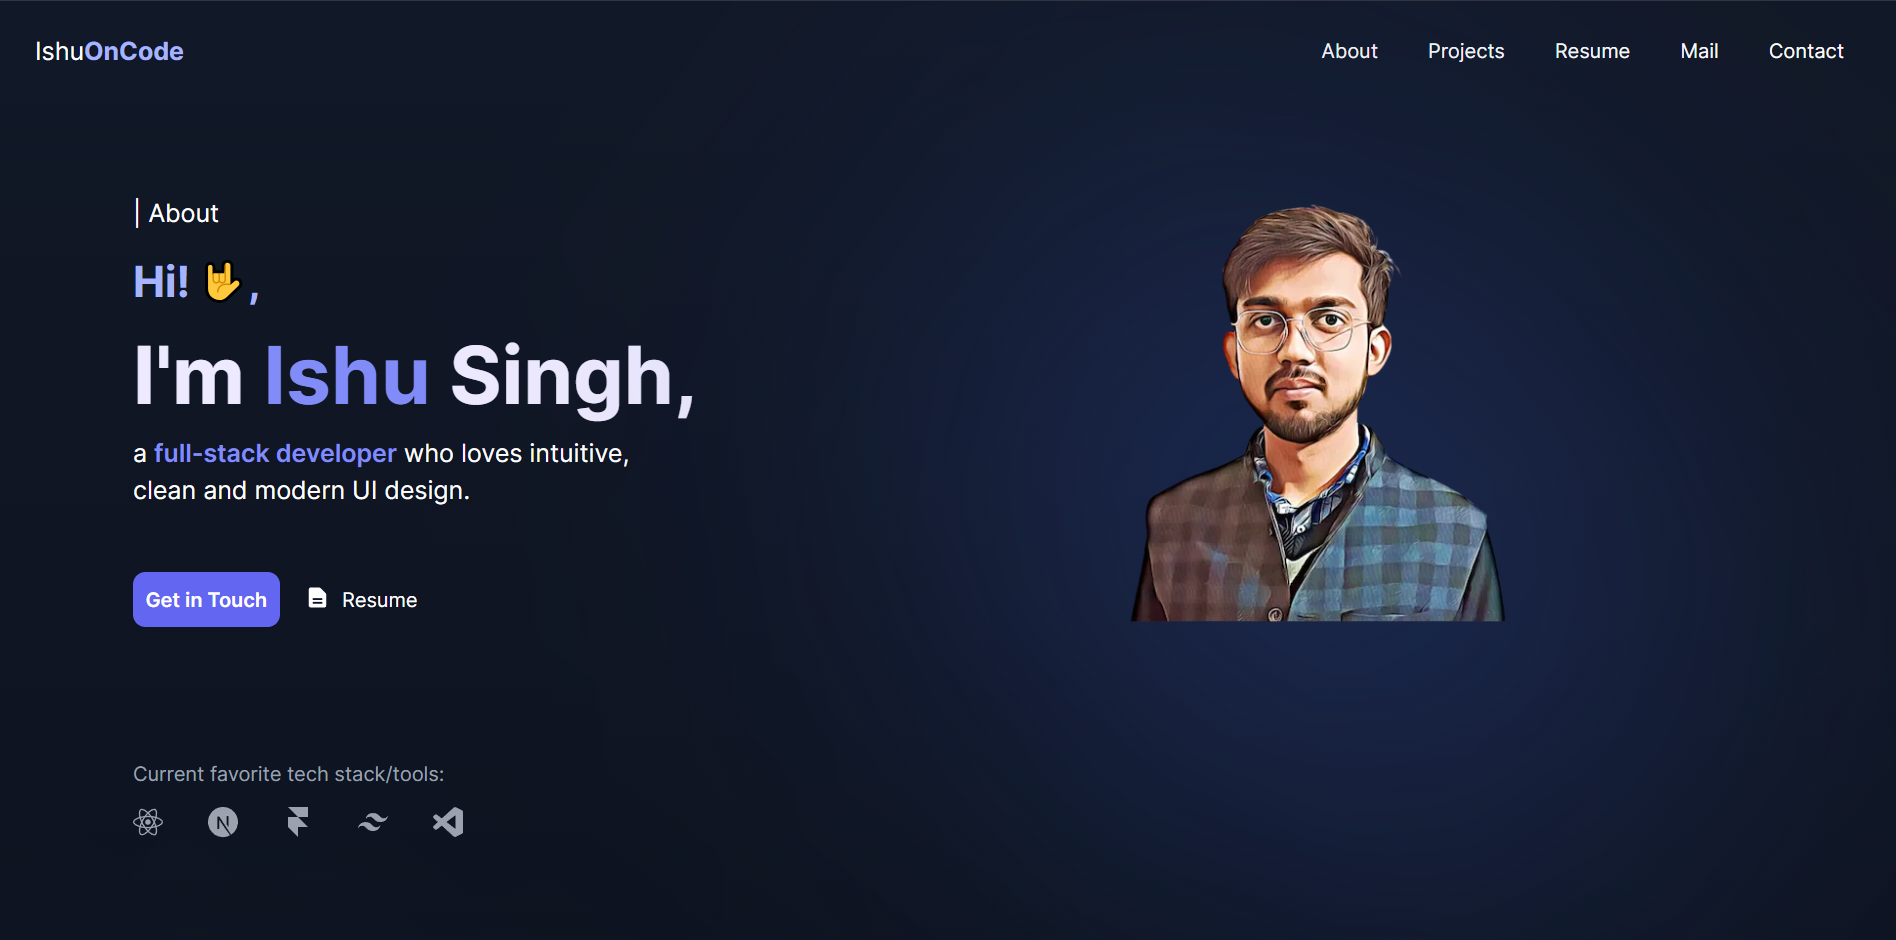 IshuOnCode
About Projects Resume Mail Contact
| About
Hi! 🤟,
I'm Ishu Singh,
a full-stack developer who loves intuitive,
clean and modern UI design.
Get in Touch
Resume
Current favorite tech stack/tools:
N